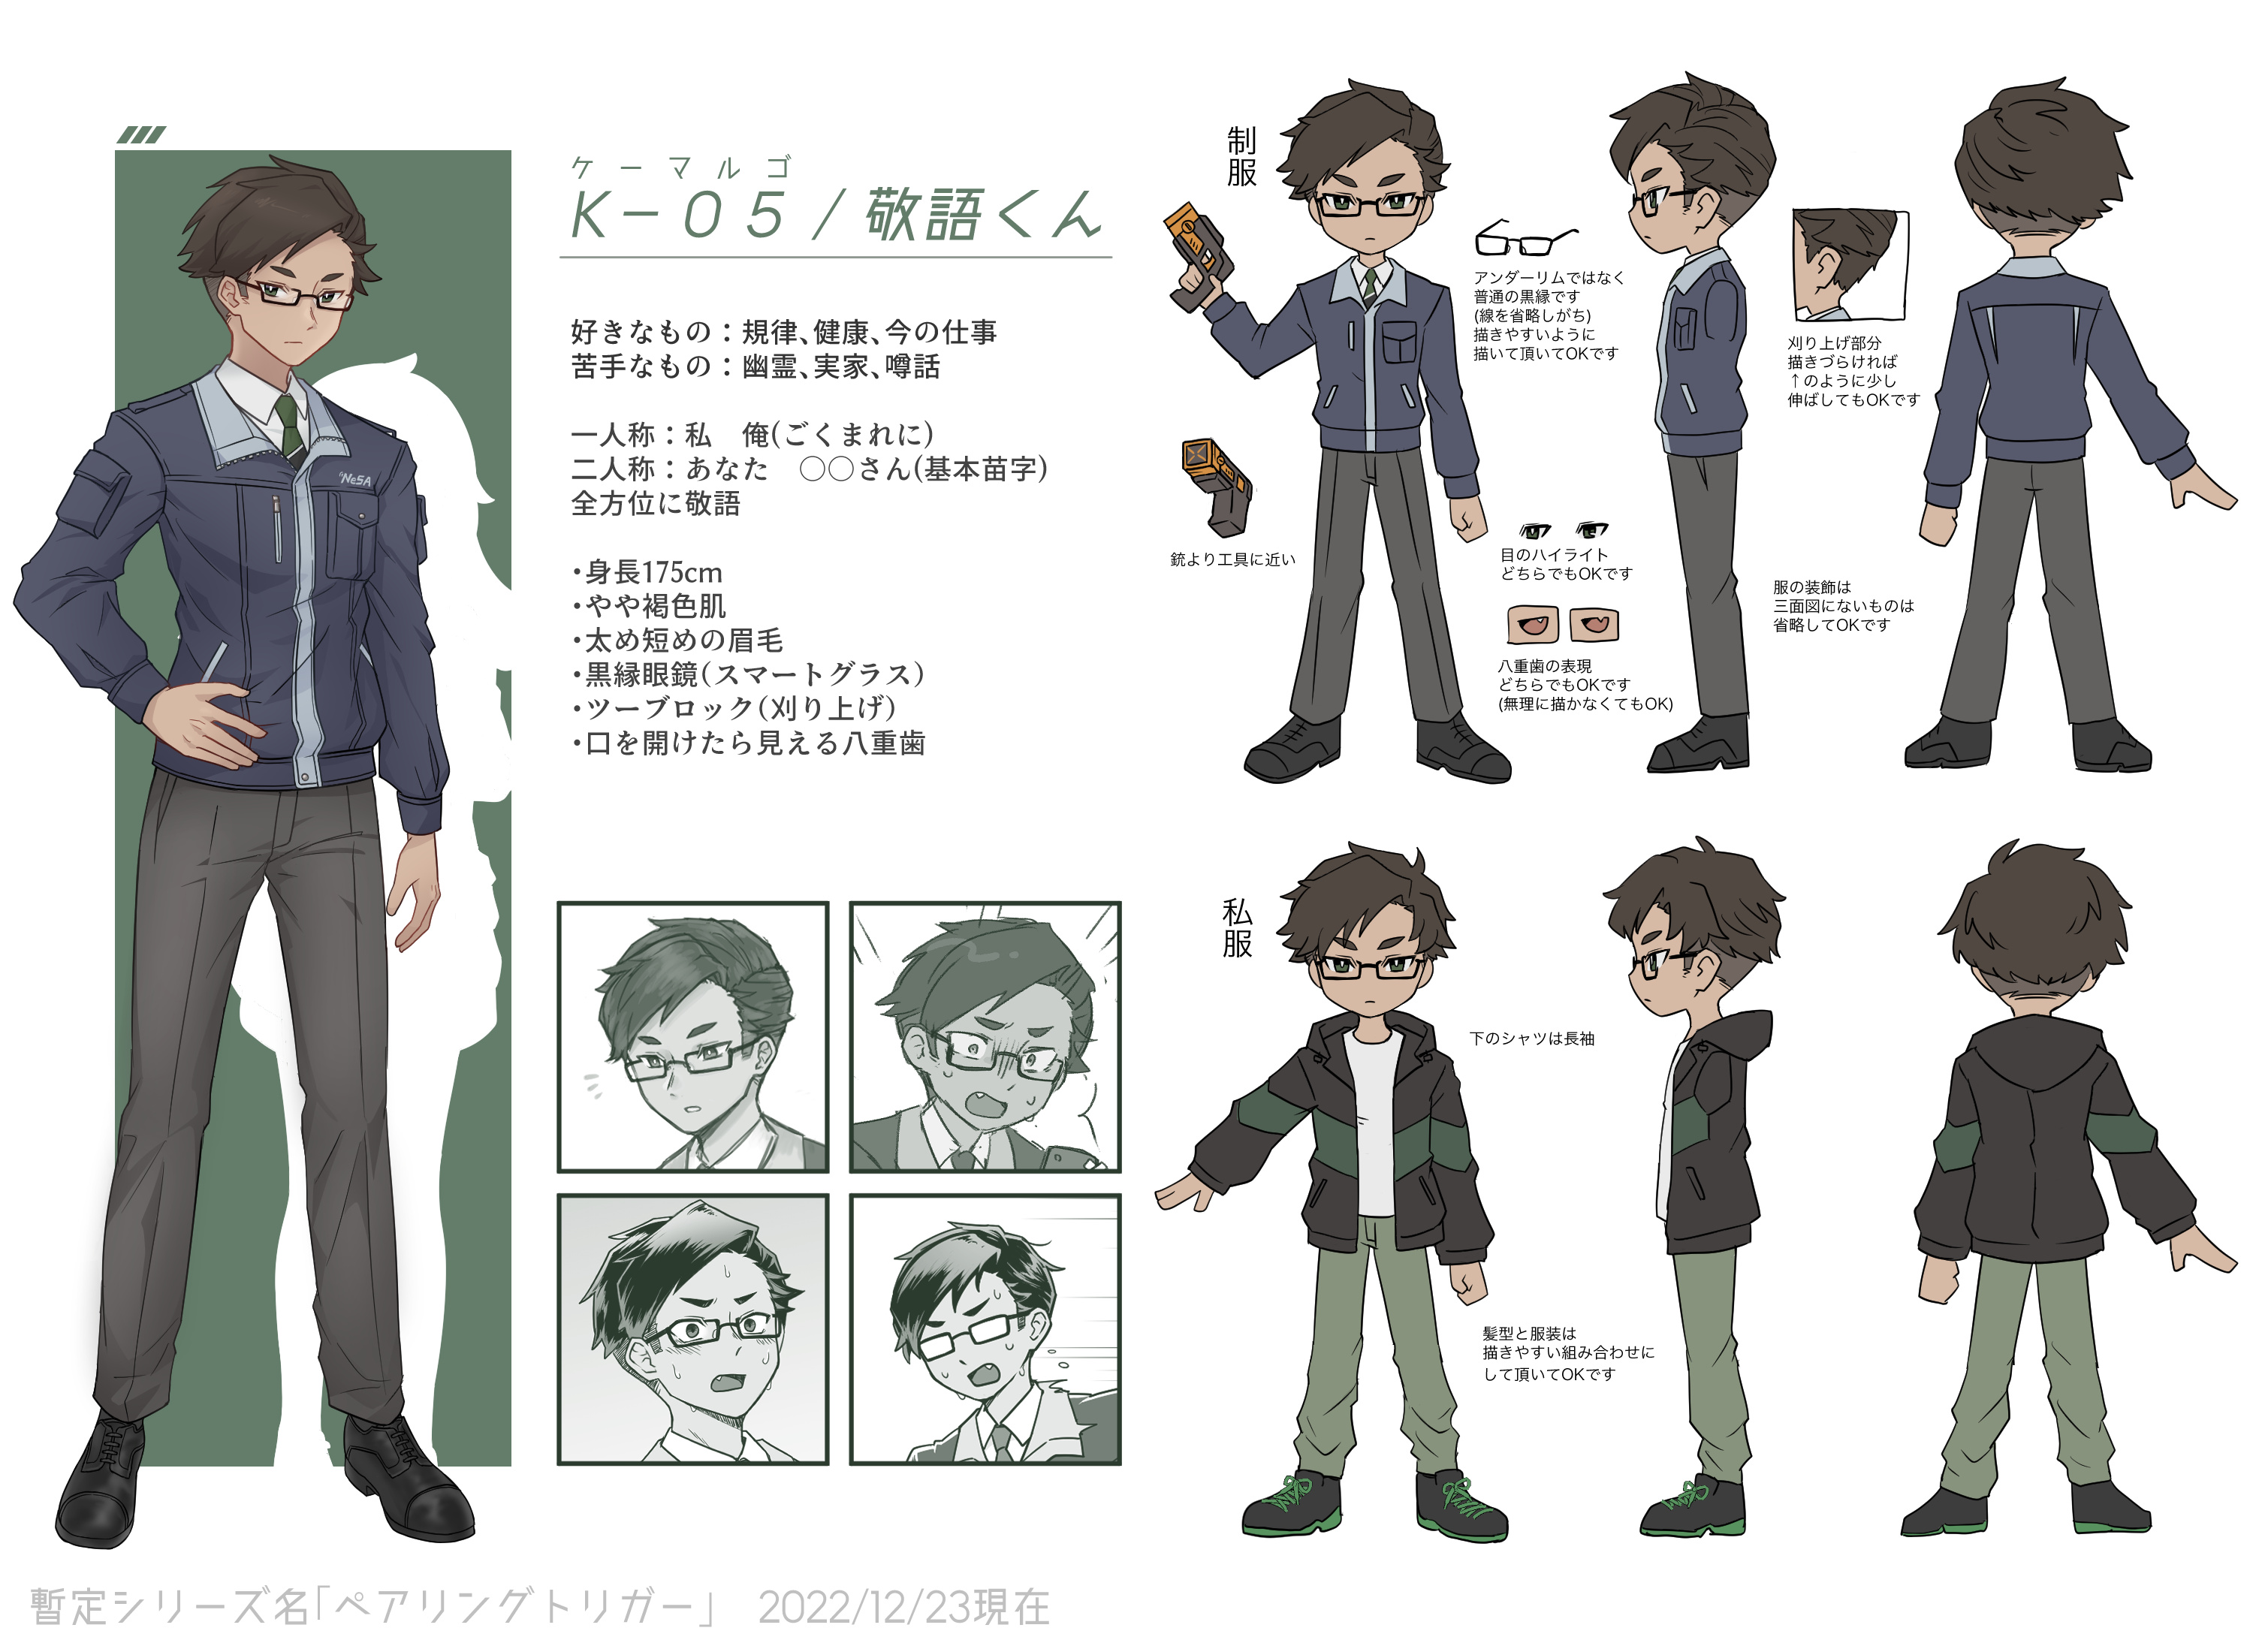 ケーマルゴ
K-05/敬語くん
好きなもの：規律、健康、今の仕事
苦手なもの：幽霊、実家、噂話
一人称：私　俺(ごくまれに)
二人称：あなた　○○さん(基本苗字)
全方位に敬語
・身長175cm
・やや褐色肌
・太め短めの眉毛
・黒縁眼鏡(スマートグラス)
・ツーブロック(刈り上げ)
・口を開けたら見える八重歯
NeSA
制服
アンダーリムではなく
普通の黒縁です
(線を省略しがち)
描きやすいように
描いて頂いてOKです
刈り上げ部分
描きづらければ
↑のように少し
伸ばしてもOKです
銃より工具に近い
目のハイライト
どちらでもOKです
八重歯の表現
どちらでもOKです
(無理に描かなくてもOK)
服の装飾は
三面図にないものは
省略してOKです
私服
下のシャツは長袖
髪型と服装は
描きやすい組み合わせに
して頂いてOKです
暫定シリーズ名「ペアリングトリガー」　2022/12/23現在